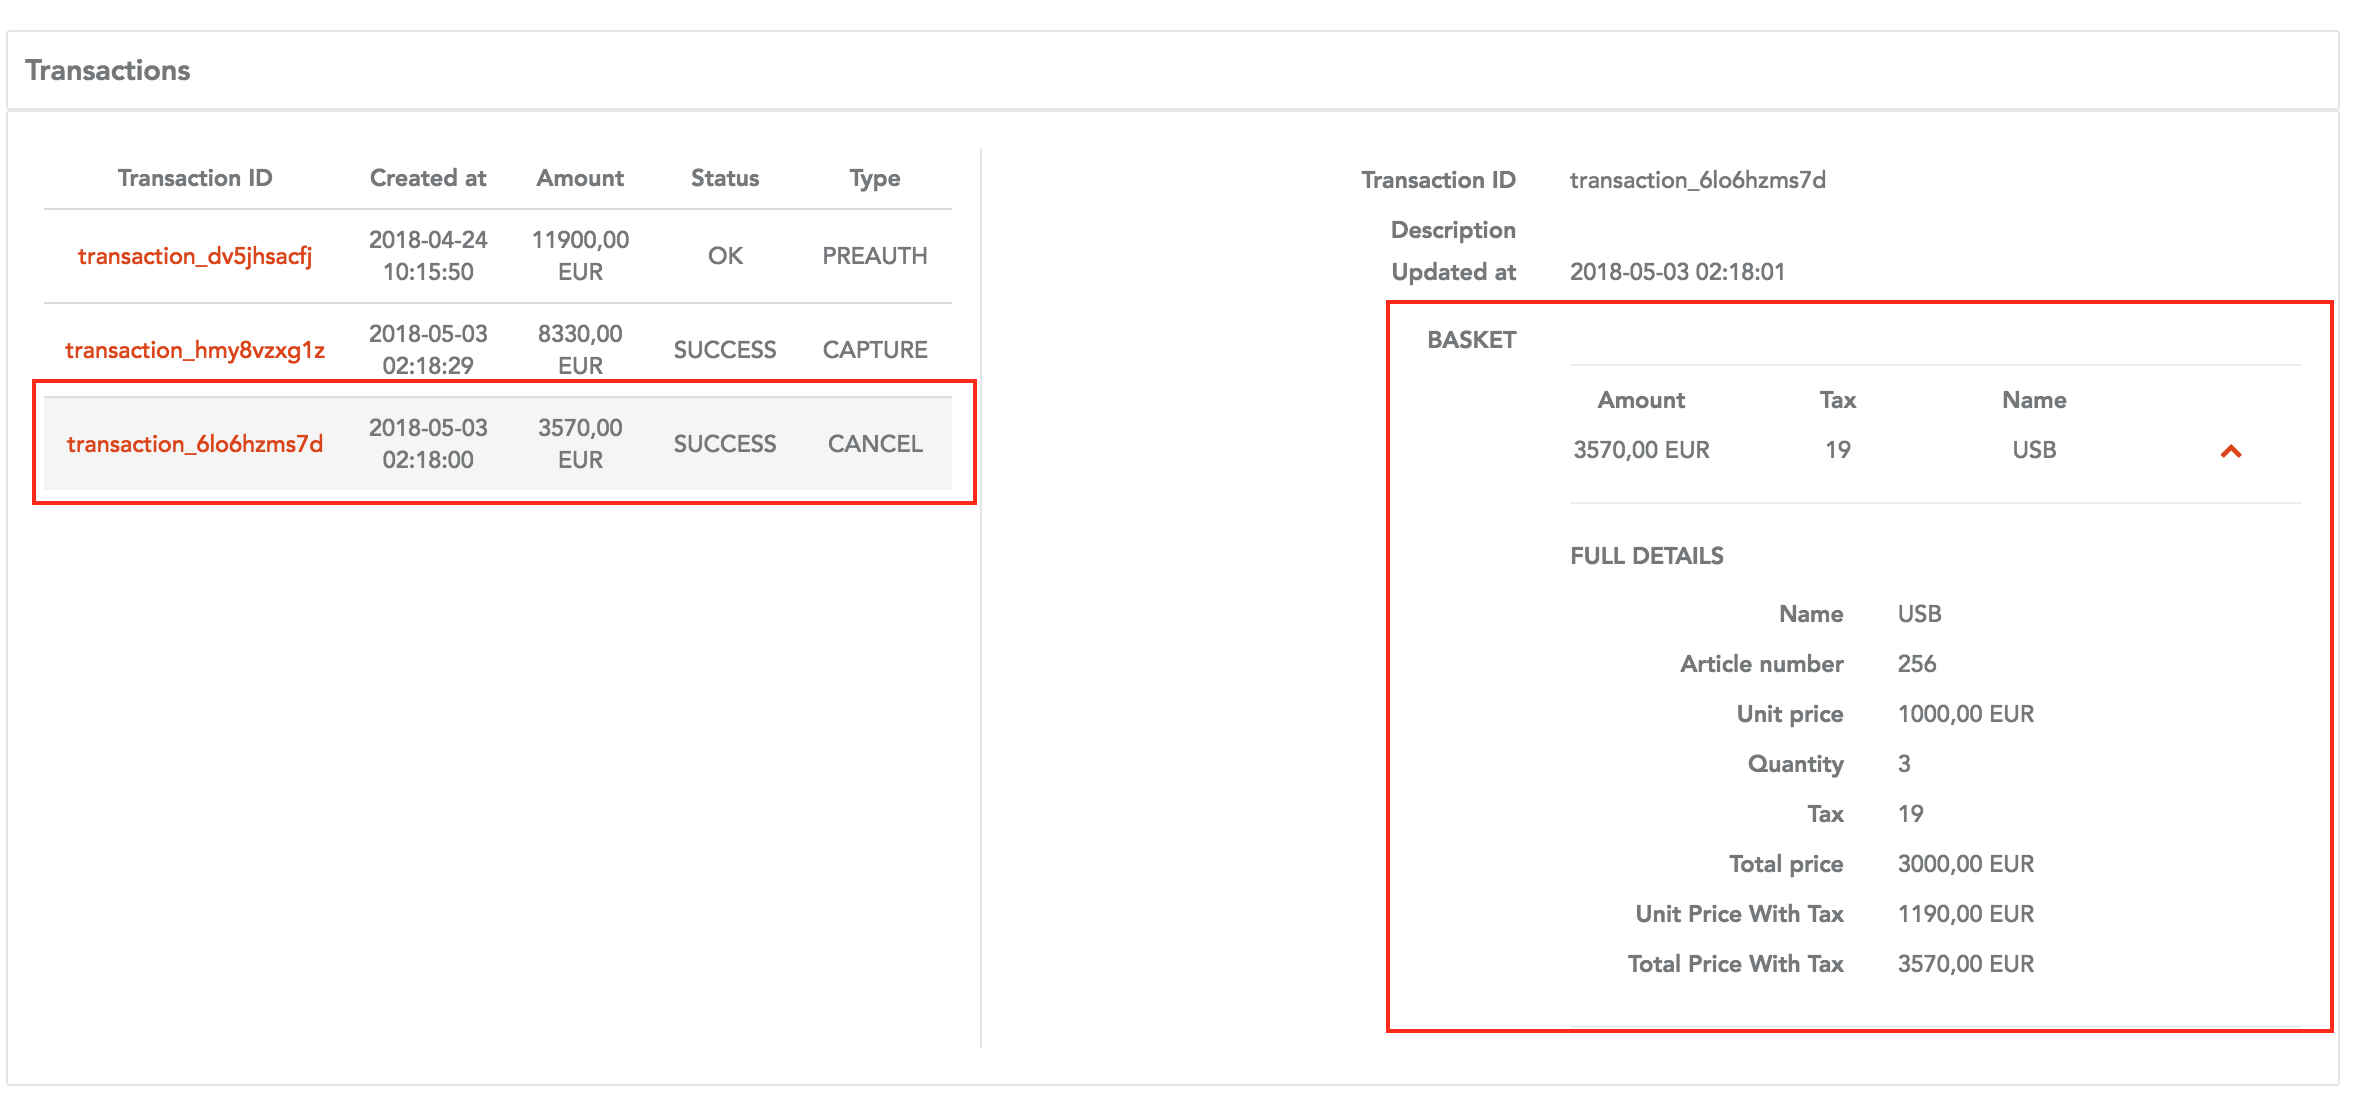 Transactions
Transaction ID Created at Amount Status Type
transaction_dv5jhsacfj 2018-04-24 10:15:50 11900,00 EUR OK PREAUTH
transaction_hmy8vzxg1z 2018-05-03 02:18:29 8330,00 EUR SUCCESS CAPTURE
transaction_6lo6hzms7d 2018-05-03 02:18:00 3570,00 EUR SUCCESS CANCEL
Transaction ID transaction_6lo6hzms7d
Description
Updated at 2018-05-03 02:18:01
BASKET
Amount Tax Name
3570,00 EUR 19 USB
FULL DETAILS
Name USB
Article number 256
Unit price 1000,00 EUR
Quantity 3
Tax 19
Total price 3000,00 EUR
Unit Price With Tax 1190,00 EUR
Total Price With Tax 3570,00 EUR